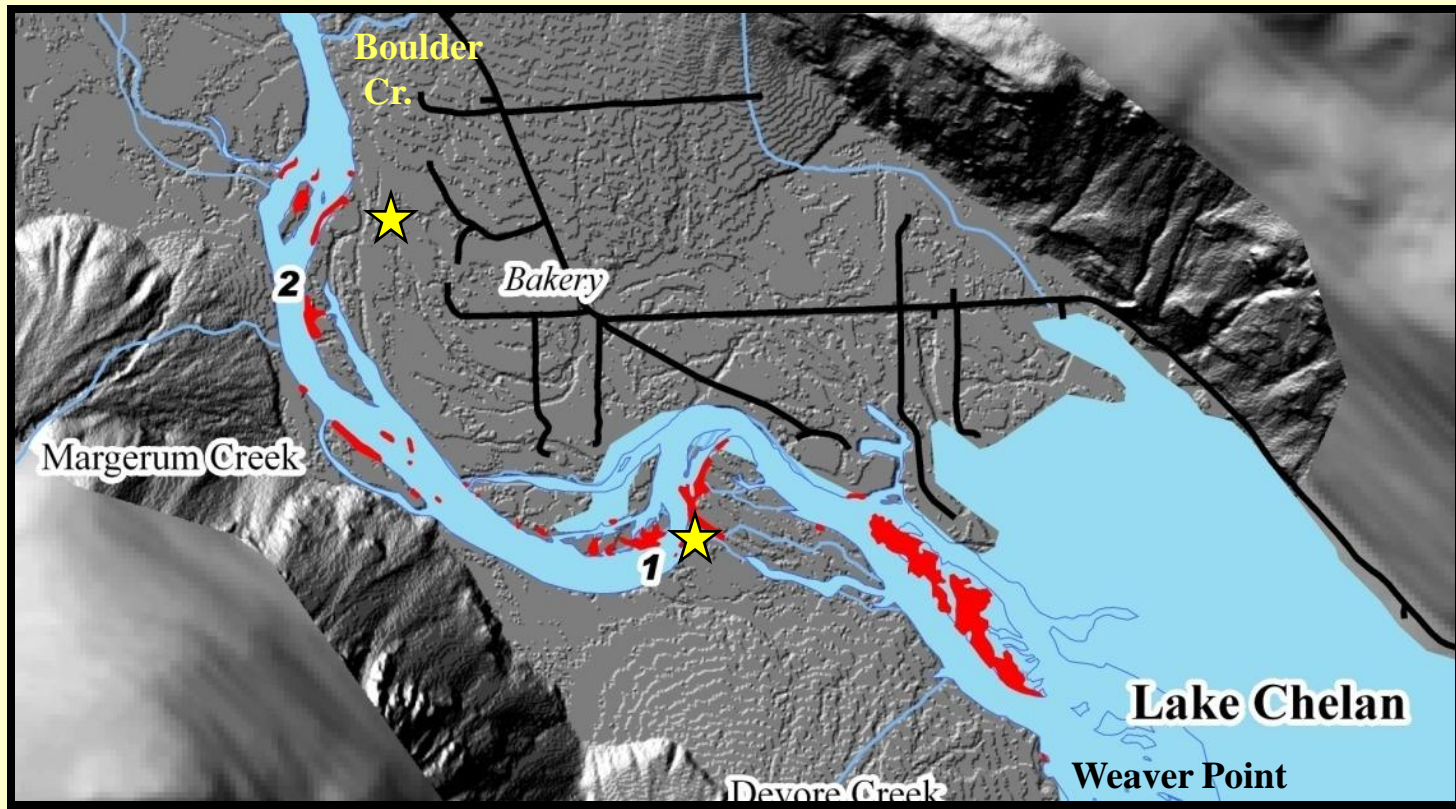 Boulder
Cr.
2
Bakery
Margerum Creek
1
Lake Chelan
Weaver Point
Devore Creek